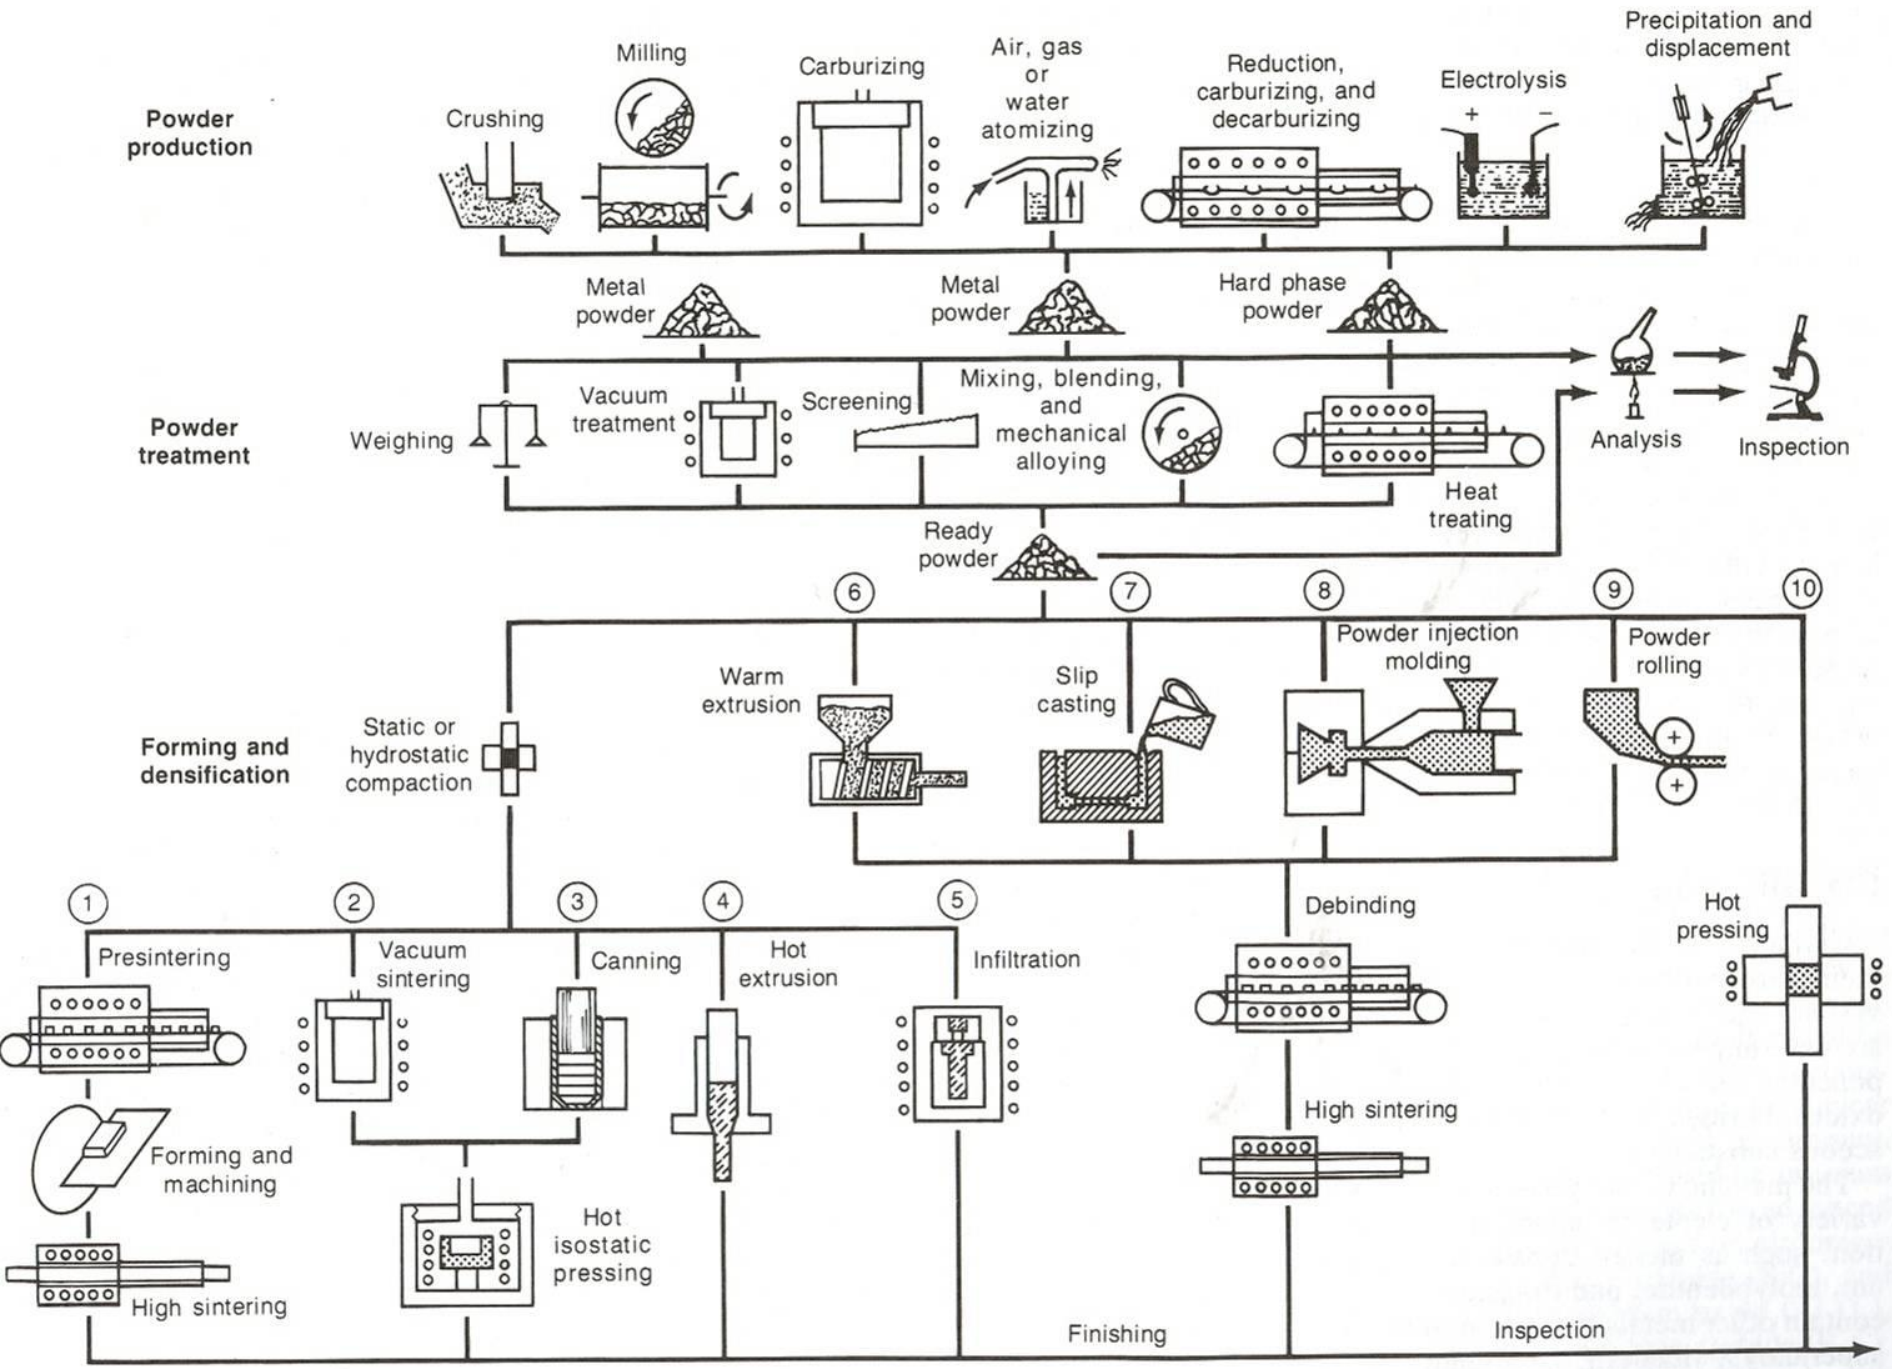 Precipitation and
displacement
Milling
Carburizing
Air, gas
or
water
atomizing
Reduction,
carburizing, and
decarburizing
Electrolysis
+
−
Powder
production
Crushing
Metal
powder
Metal
powder
Hard phase
powder
Powder
treatment
Weighing
Vacuum
treatment
Screening
Mixing, blending,
and
mechanical
alloying
Heat
treating
Analysis
Inspection
Ready
powder
6
7
8
9
10
Forming and
densification
Static or
hydrostatic
compaction
Warm
extrusion
Slip
casting
Powder injection
molding
Powder
rolling
+
+
1
2
3
4
5
Presintering
Vacuum
sintering
Canning
Hot
extrusion
Infiltration
Debinding
Hot
pressing
Forming and
machining
High sintering
Hot
isostatic
pressing
High sintering
Finishing
Inspection